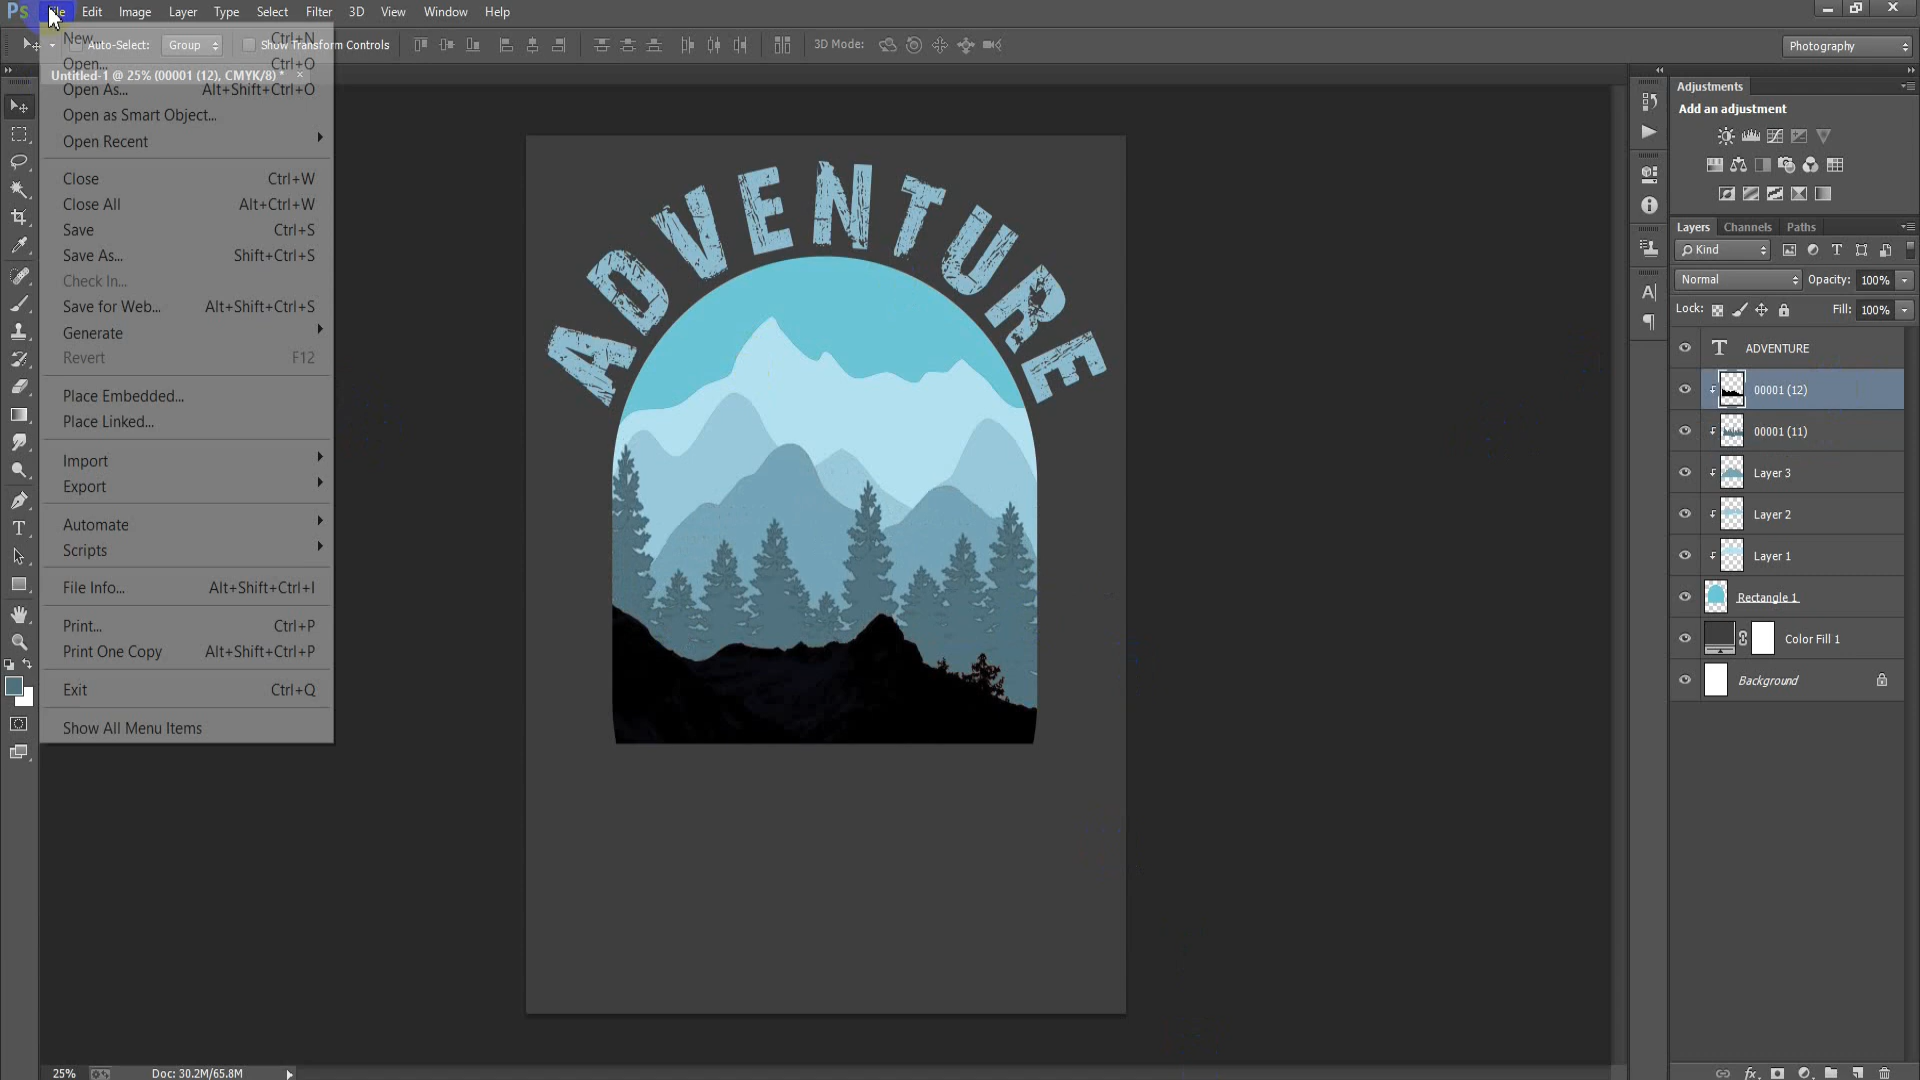 Ps File Edit Image Layer Type Select Filter 3D View Window Help
Auto-Select: Group Show Transform Controls 3D Mode: Photography
Untitled-1 @ 25% (00001 (12), CMYK/8) * ×
New... Ctrl+N
Open... Ctrl+O
Open As... Alt+Shift+Ctrl+O
Open as Smart Object...
Open Recent
Close Ctrl+W
Close All Alt+Ctrl+W
Save Ctrl+S
Save As... Shift+Ctrl+S
Check In...
Save for Web... Alt+Shift+Ctrl+S
Generate
Revert F12
Place Embedded...
Place Linked...
Import
Export
Automate
Scripts
File Info... Alt+Shift+Ctrl+I
Print... Ctrl+P
Print One Copy Alt+Shift+Ctrl+P
Exit Ctrl+Q
Show All Menu Items
ADVENTURE
Adjustments
Add an adjustment
Layers Channels Paths
Kind
Normal Opacity: 100%
Lock: Fill: 100%
ADVENTURE
00001 (12)
00001 (11)
Layer 3
Layer 2
Layer 1
Rectangle 1
Color Fill 1
Background
25% Doc: 30.2M/65.8M